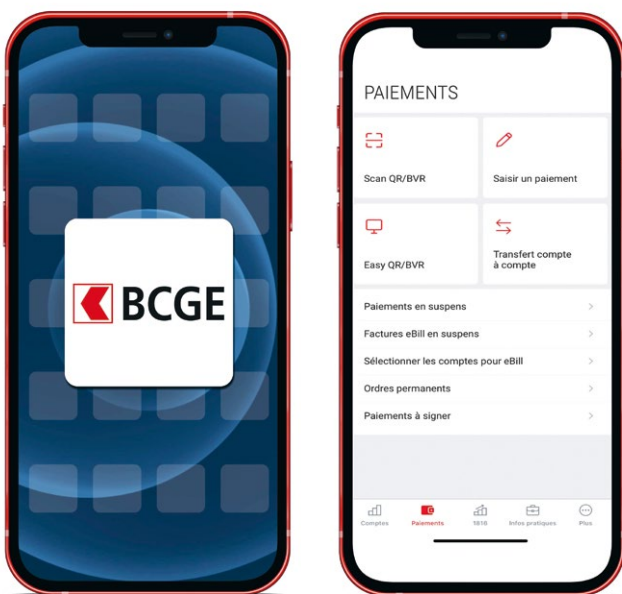 BCGE
PAIEMENTS
Scan QR/BVR
Saisir un paiement
Easy QR/BVR
Transfert compte
à compte
Paiements en suspens
Factures eBill en suspens
Sélectionner les comptes pour eBill
Ordres permanents
Paiements à signer
Comptes
Paiements
1816
Infos pratiques
Plus